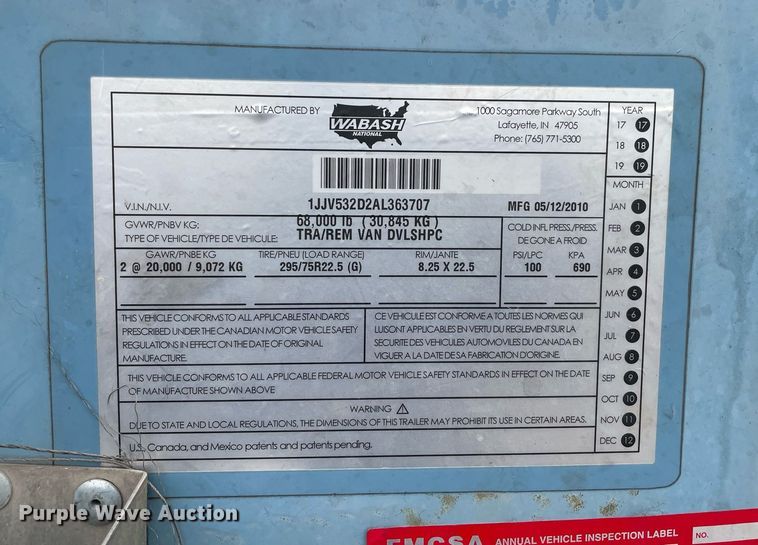 MANUFACTURED BY
WABASH
NATIONAL
1000 Sagamore Parkway South
Lafayette, IN 47905
Phone: (765) 771-5300
YEAR
17 17
18 18
19 19
MONTH
JAN 1
FEB 2
MAR 3
APR 4
MAY 5
JUN 6
JUL 7
AUG 8
SEP 9
OCT 10
NOV 11
DEC 12
V.I.N./N.I.V. 1JJV532D2AL363707 MFG 05/12/2010
GVWR/PNBV KG: 68,000 lb ( 30,845 KG)
TYPE OF VEHICLE/TYPE DE VEHICULE: TRA/REM VAN DVLSHPC
COLD INFL PRESS./PRESS.
DE GONE A FROID
GAWR/PNBE KG TIRE/PNEU (LOAD RANGE) RIM/JANTE PSI/LPC KPA
2 @ 20,000 / 9,072 KG 295/75R22.5 (G) 8.25 X 22.5 100 690
THIS VEHICLE CONFORMS TO ALL APPLICABLE STANDARDS
PRESCRIBED UNDER THE CANADIAN MOTOR VEHICLE SAFETY
REGULATIONS IN EFFECT ON THE DATE OF ORIGINAL
MANUFACTURE.
CE VEHICULE EST CONFORME A TOUTES LES NORMES QUI
LUISONT APPLICABLES EN VERTU DU REGLEMENT SUR LA
SECURITE DES VEHICULES AUTOMOVILES DU CANADA EN
VIGUER A LA DATE DE SA FABRICATION D'ORIGINE.
THIS VEHICLE CONFORMS TO ALL APPLICABLE FEDERAL MOTOR VEHICLE SAFETY STANDARDS IN EFFECT ON THE DATE
OF MANUFACTURE SHOWN ABOVE
WARNING
DUE TO STATE AND LOCAL REGULATIONS, THE DIMENSIONS OF THIS TRAILER MAY PROHIBIT ITS USE IN CERTAIN AREAS.
U.S. Canada, and Mexico patents and patents pending.
Purple Wave Auction
FMCSA ANNUAL VEHICLE INSPECTION LABEL NO.